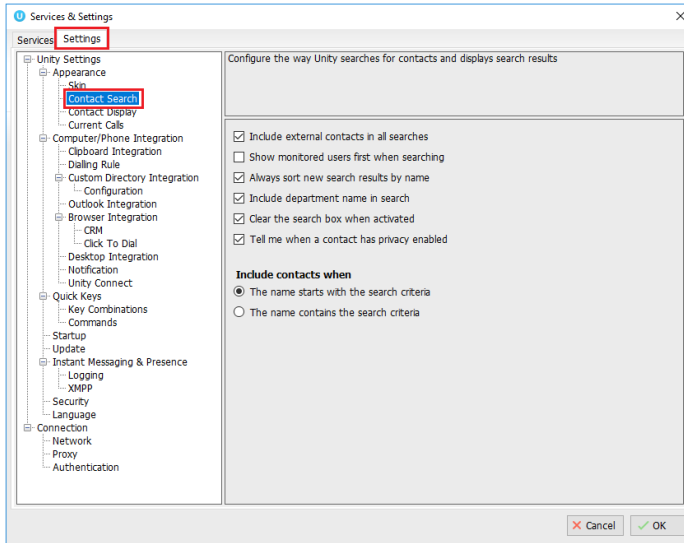 Services & Settings
Services Settings
Unity Settings
Appearance
Skin
Contact Search
Contact Display
Current Calls
Computer/Phone Integration
Clipboard Integration
Dialling Rule
Custom Directory Integration
Configuration
Outlook Integration
Browser Integration
CRM
Click To Dial
Desktop Integration
Notification
Unity Connect
Quick Keys
Key Combinations
Commands
Startup
Update
Instant Messaging & Presence
Logging
XMPP
Security
Language
Connection
Network
Proxy
Authentication
Configure the way Unity searches for contacts and displays search results
Include external contacts in all searches
Show monitored users first when searching
Always sort new search results by name
Include department name in search
Clear the search box when activated
Tell me when a contact has privacy enabled
Include contacts when
The name starts with the search criteria
The name contains the search criteria
Cancel OK